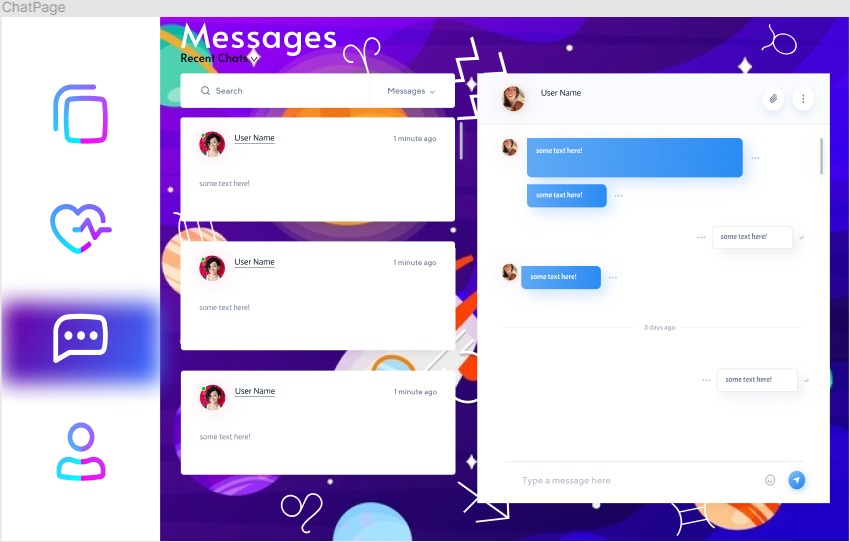 ChatPage
Messages
Recent Chats
Search
Messages
User Name
1 minute ago
some text here!
User Name
1 minute ago
some text here!
User Name
1 minute ago
some text here!
User Name
some text here!
some text here!
some text here!
some text here!
3 days ago
some text here!
Type a message here